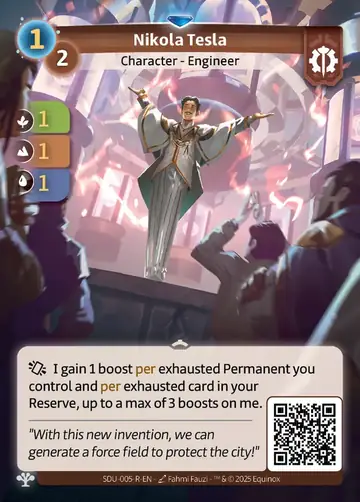 1
2
Nikola Tesla
Character - Engineer
1
1
1
I gain 1 boost per exhausted Permanent you
control and per exhausted card in your
Reserve, up to a max of 3 boosts on me.
"With this new invention, we can
generate a force field to protect the city!"
SDU-005-R-EN - Fahmi Fauzi - ™ & © 2025 Equinox